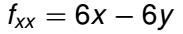 fxx = 6x − 6y